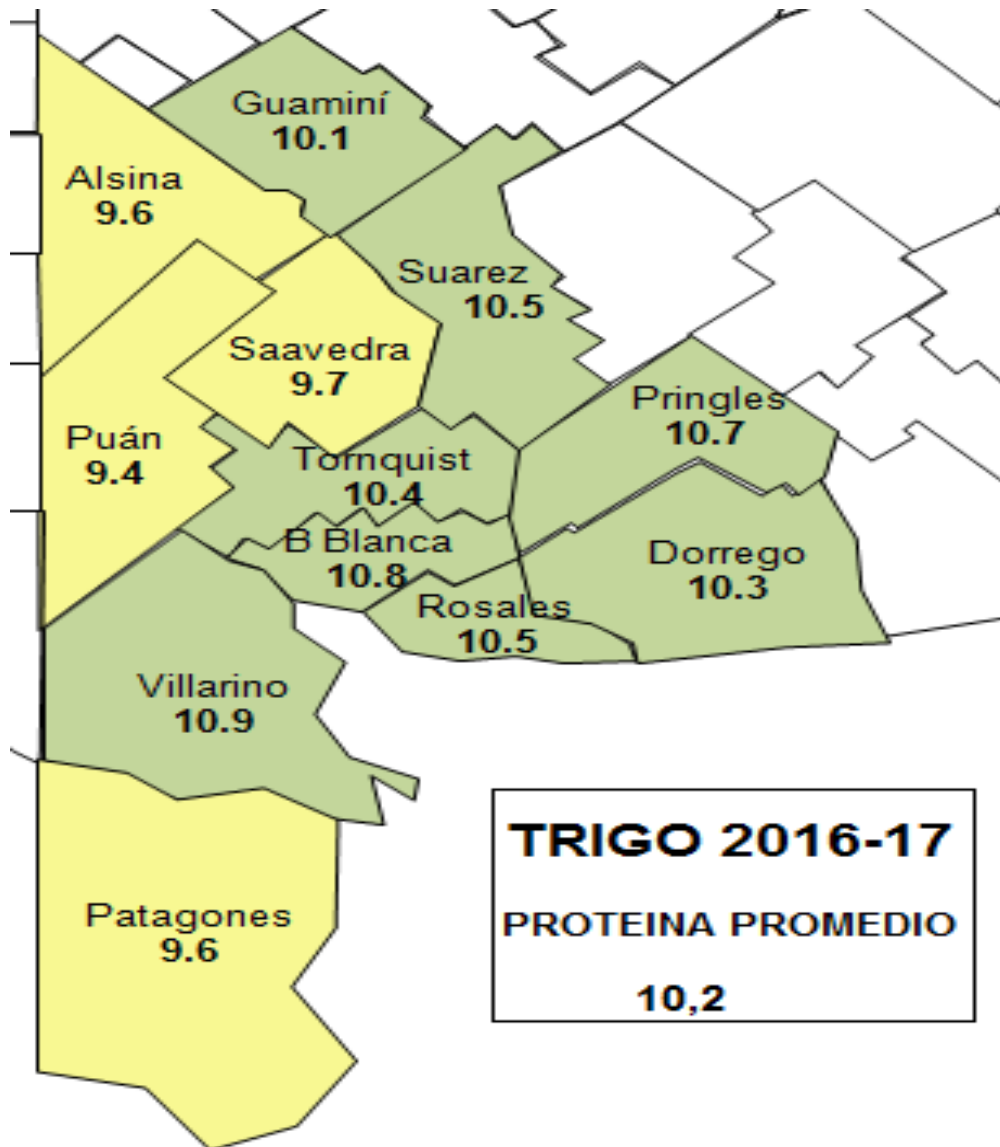 Guaminí
10.1
Alsina
9.6
Suarez
10.5
Saavedra
9.7
Pringles
10.7
Puán
9.4
Tornquist
10.4
B Blanca
10.8
Dorrego
10.3
Rosales
10.5
Villarino
10.9
Patagones
9.6
TRIGO 2016-17
PROTEINA PROMEDIO
10,2